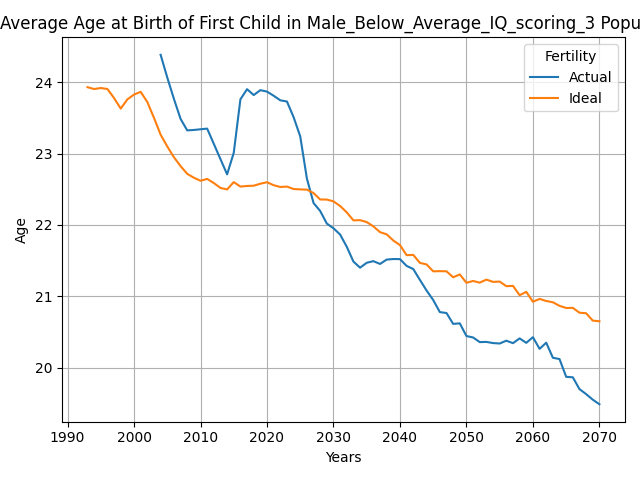 Average Age at Birth of First Child in Male_Below_Average_IQ_scoring_3 Popu
Fertility
Actual
Ideal
Age
24
23
22
21
20
1990 2000 2010 2020 2030 2040 2050 2060 2070
Years